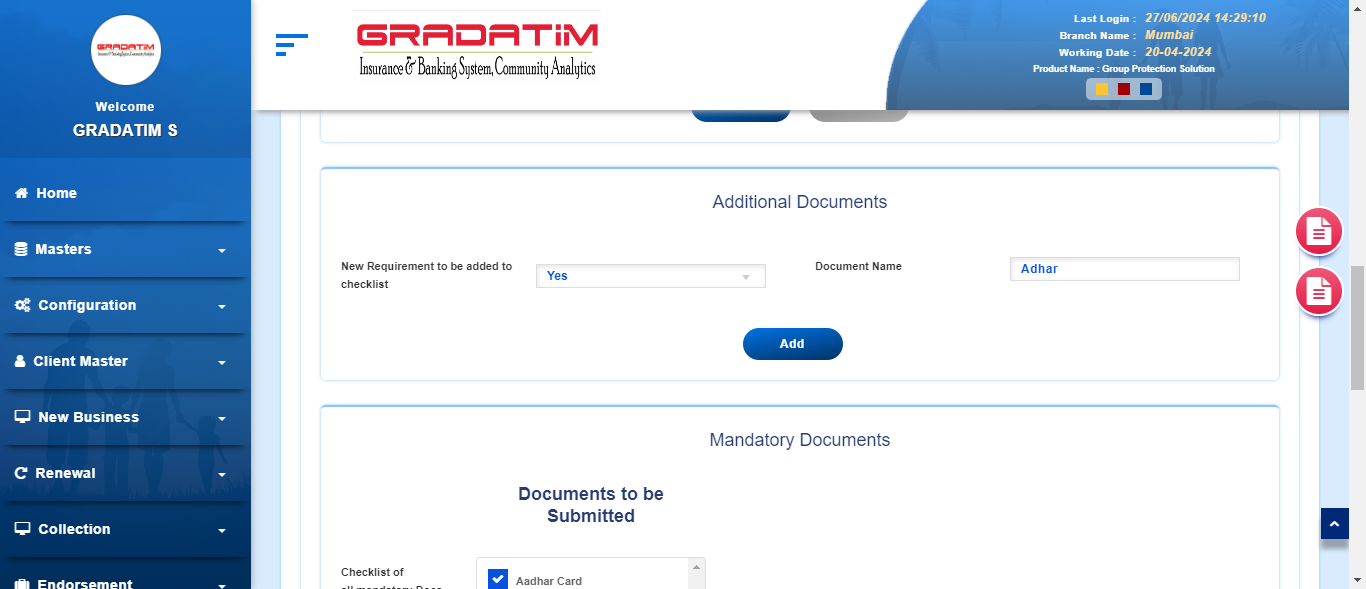 GRADATIM
Welcome
GRADATIM S
Home
Masters
Configuration
Client Master
New Business
Renewal
Collection
Endorsement
GRADATIM
Insurance & Banking System, Community Analytics
Last Login : 27/06/2024 14:29:10
Branch Name : Mumbai
Working Date : 20-04-2024
Product Name : Group Protection Solution
Additional Documents
New Requirement to be added to
checklist
Yes
Document Name
Adhar
Add
Mandatory Documents
Documents to be
Submitted
Checklist of
all mandatory Docs
Aadhar Card